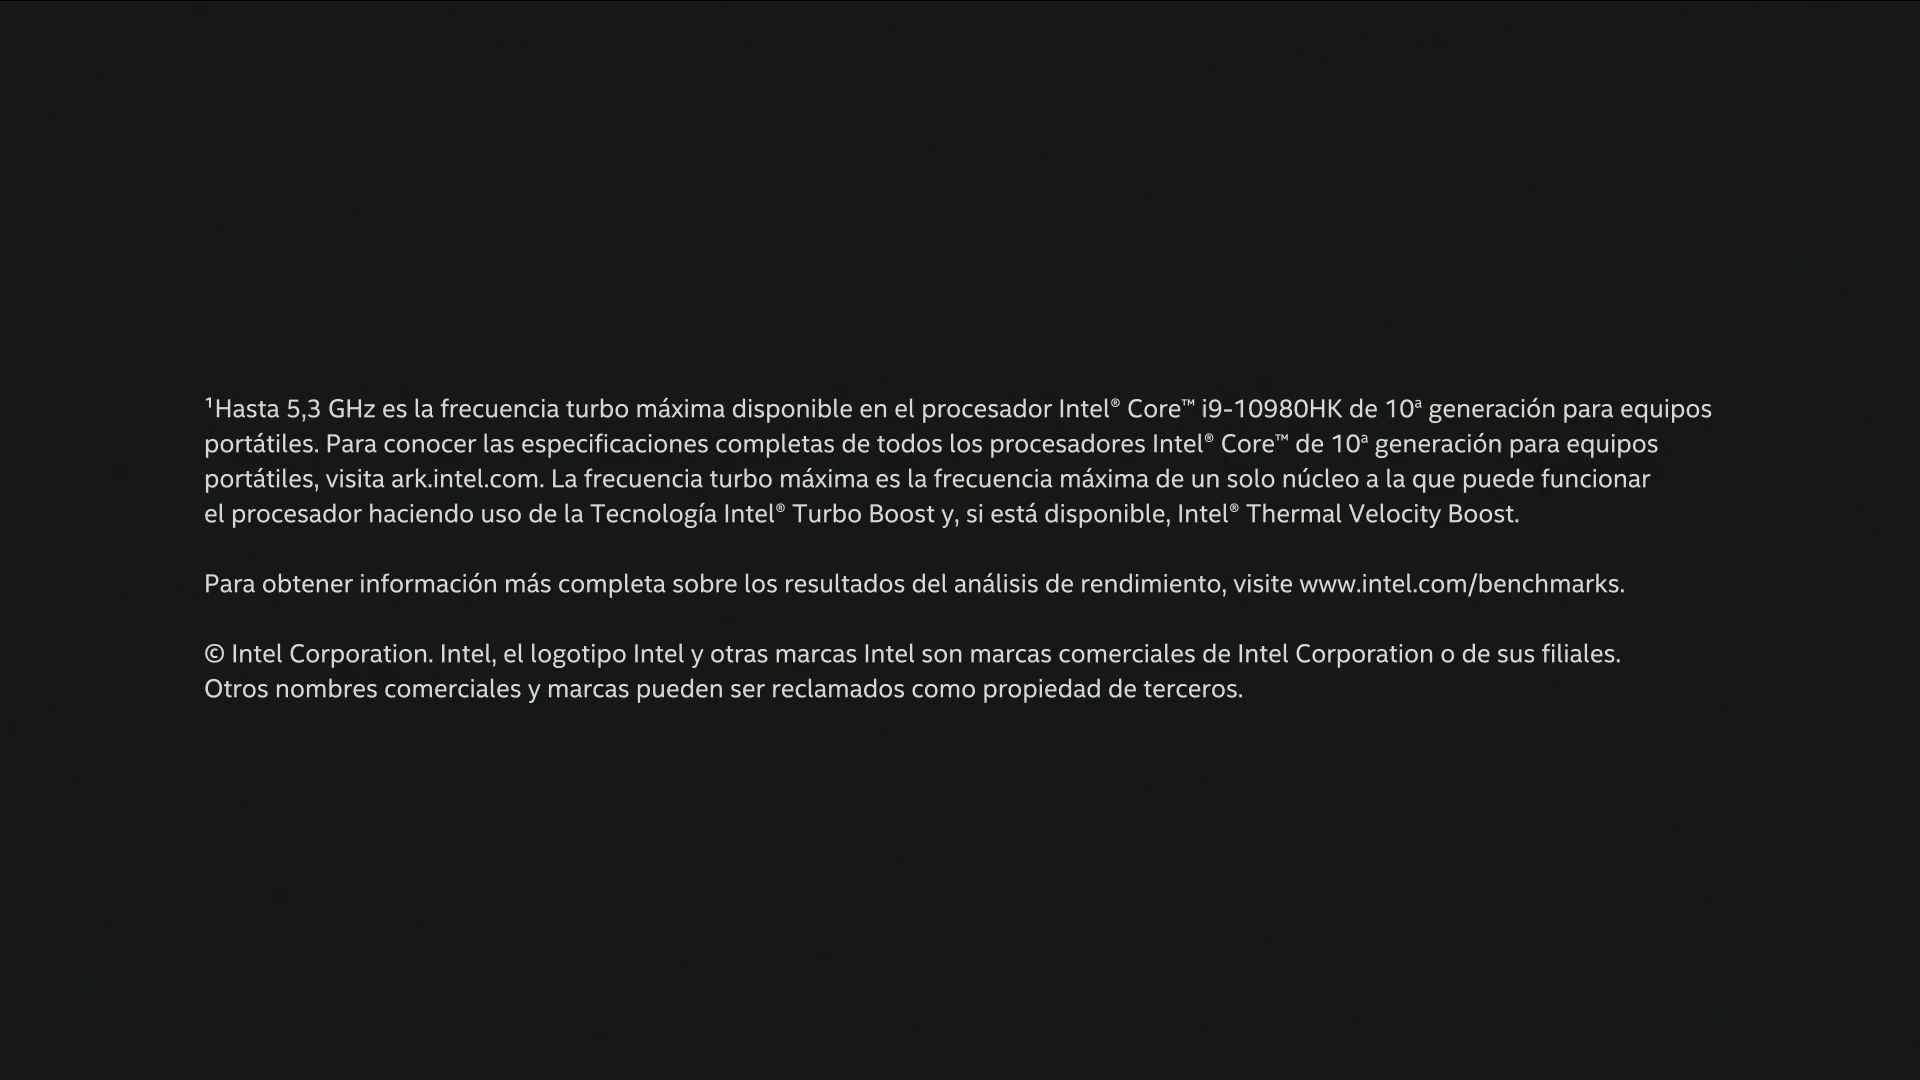 ¹Hasta 5,3 GHz es la frecuencia turbo máxima disponible en el procesador Intel® Core™ i9-10980HK de 10ª generación para equipos
portátiles. Para conocer las especificaciones completas de todos los procesadores Intel® Core™ de 10ª generación para equipos
portátiles, visita ark.intel.com. La frecuencia turbo máxima es la frecuencia máxima de un solo núcleo a la que puede funcionar
el procesador haciendo uso de la Tecnología Intel® Turbo Boost y, si está disponible, Intel® Thermal Velocity Boost.
Para obtener información más completa sobre los resultados del análisis de rendimiento, visite www.intel.com/benchmarks.
© Intel Corporation. Intel, el logotipo Intel y otras marcas Intel son marcas comerciales de Intel Corporation o de sus filiales.
Otros nombres comerciales y marcas pueden ser reclamados como propiedad de terceros.